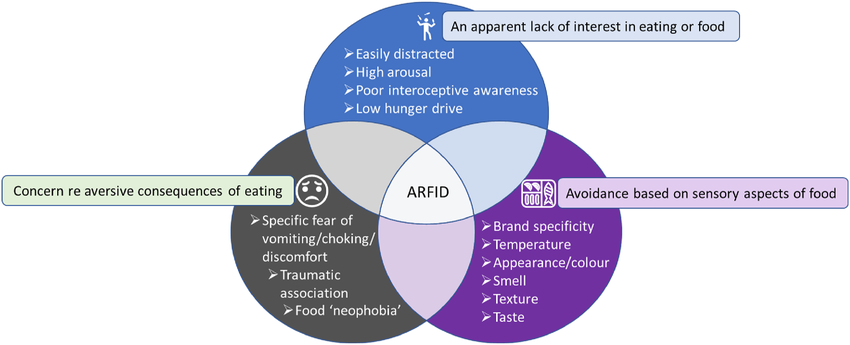 An apparent lack of interest in eating or food
➢Easily distracted
➢High arousal
➢Poor interoceptive awareness
➢Low hunger drive
ARFID
Concern re aversive consequences of eating
➢Specific fear of
vomiting/choking/
discomfort
➢Traumatic
association
➢Food ‘neophobia’
Avoidance based on sensory aspects of food
➢Brand specificity
➢Temperature
➢Appearance/colour
➢Smell
➢Texture
➢Taste